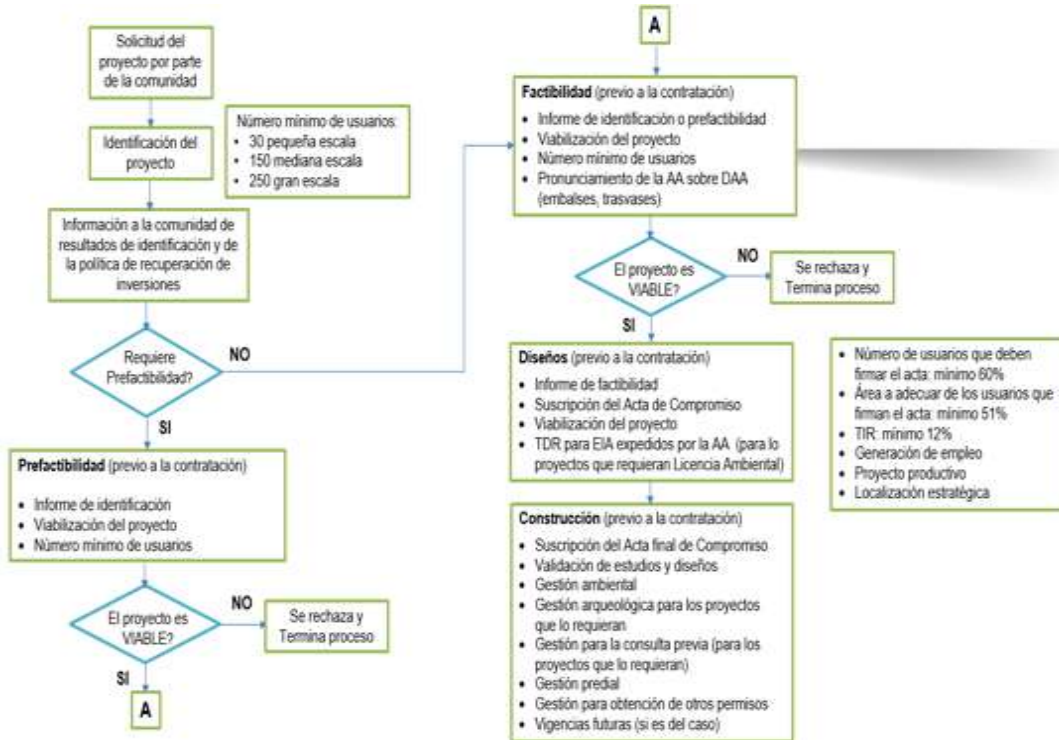 Solicitud del
proyecto por parte
de la comunidad
Identificación del
proyecto
Número mínimo de usuarios:
• 30 pequeña escala
• 150 mediana escala
• 250 gran escala
Información a la comunidad de
resultados de identificación y de
la política de recuperación de
inversiones
Requiere
Prefactibilidad?
NO
SI
Prefactibilidad (previo a la contratación)
• Informe de identificación
• Viabilización del proyecto
• Número mínimo de usuarios
El proyecto es
VIABLE?
NO
Se rechaza y
Termina proceso
SI
A
A
Factibilidad (previo a la contratación)
• Informe de identificación o prefactibilidad
• Viabilización del proyecto
• Número mínimo de usuarios
• Pronunciamiento de la AA sobre DAA
(embalses, trasvases)
El proyecto es
VIABLE?
NO
Se rechaza y
Termina proceso
SI
Diseños (previo a la contratación)
• Informe de factibilidad
• Suscripción del Acta de Compromiso
• Viabilización del proyecto
• TDR para EIA expedidos por la AA (para lo
proyectos que requieran Licencia Ambiental)
• Número de usuarios que deben
firmar el acta: mínimo 60%
• Área a adecuar de los usuarios que
firman el acta: mínimo 51%
• TIR: mínimo 12%
• Generación de empleo
• Proyecto productivo
• Localización estratégica
Construcción (previo a la contratación)
• Suscripción del Acta final de Compromiso
• Validación de estudios y diseños
• Gestión ambiental
• Gestión arqueológica para los proyectos
que lo requieran
• Gestión para la consulta previa (para los
proyectos que lo requieran)
• Gestión predial
• Gestión para obtención de otros permisos
• Vigencias futuras (si es del caso)